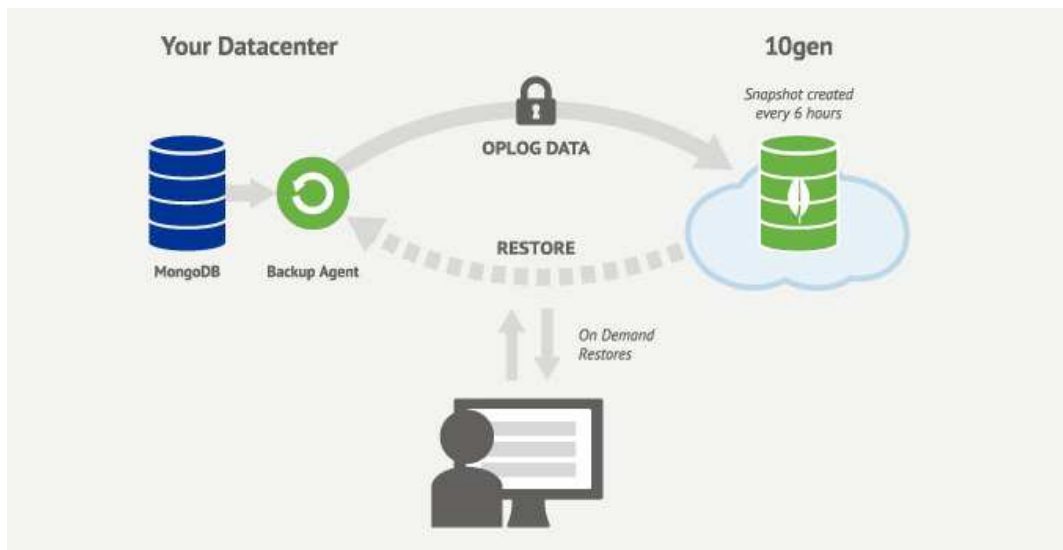 Your Datacenter
10gen
Snapshot created
every 6 hours
OPLOG DATA
MongoDB
Backup Agent
RESTORE
On Demand
Restores